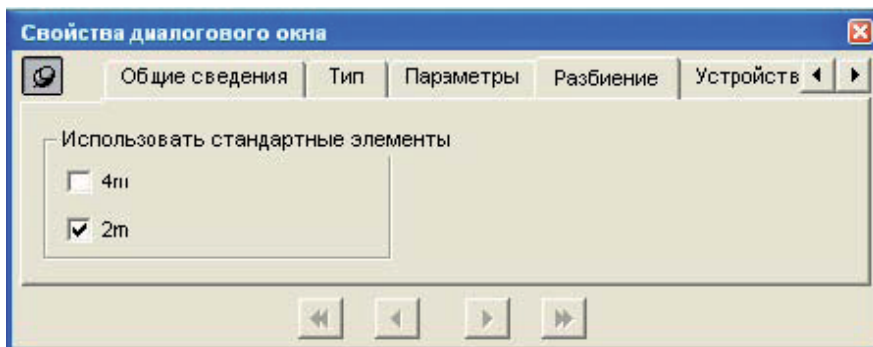 Свойства диалогового окна
Общие сведения Тип Параметры Разбиение Устройств
Использовать стандартные элементы
4m
2m